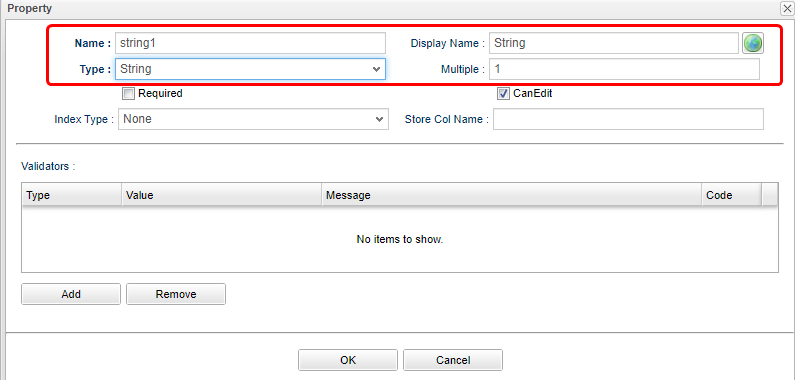 Property
Name : string1 Display Name : String
Type : String Multiple : 1
Required CanEdit
Index Type : None Store Col Name :
Validators :
Type Value Message Code
No items to show.
Add Remove
OK Cancel